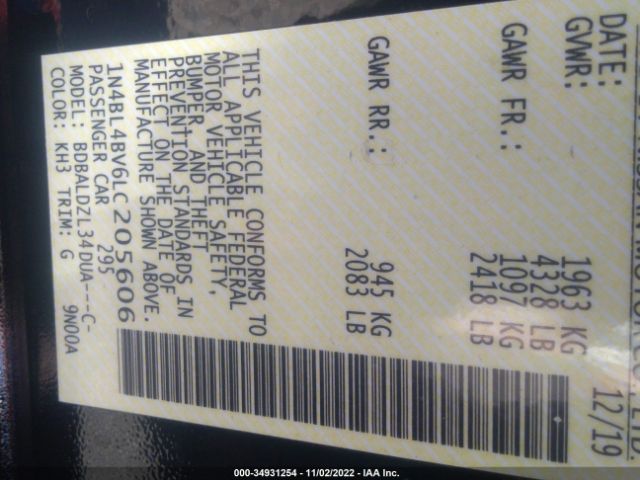 DATE: 12/19
GVWR: 1963 KG
4328 LB
GAWR FR.: 1097 KG
2418 LB
GAWR RR.: 945 KG
2083 LB
THIS VEHICLE CONFORMS TO
ALL APPLICABLE FEDERAL
MOTOR VEHICLE SAFETY,
BUMPER, AND THEFT
PREVENTION STANDARDS IN
EFFECT ON THE DATE OF
MANUFACTURE SHOWN ABOVE.
1N4BL4BV6LC205606
PASSENGER CAR 295
MODEL: BDBALDZL34DUA---C-
COLOR: KH3 TRIM: G 9N00A
000-34931254 - 11/02/2022 - IAA Inc.